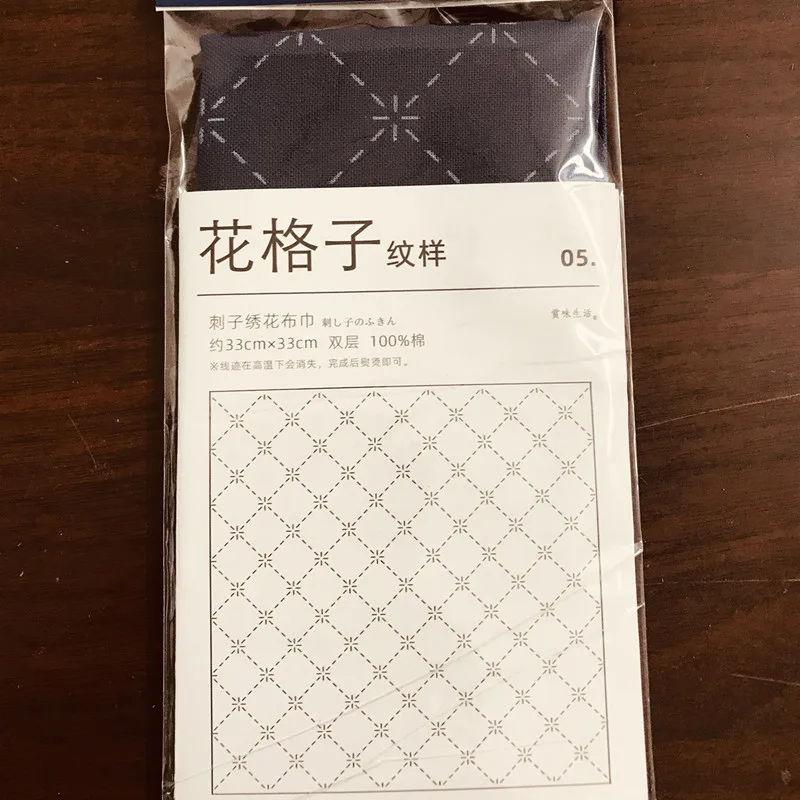 花格子纹样 05.
刺子绣花布巾 刺し子のふきん 赏味生活。
约33cm×33cm 双层 100%棉
※线迹在高温下会消失，完成后熨烫即可。